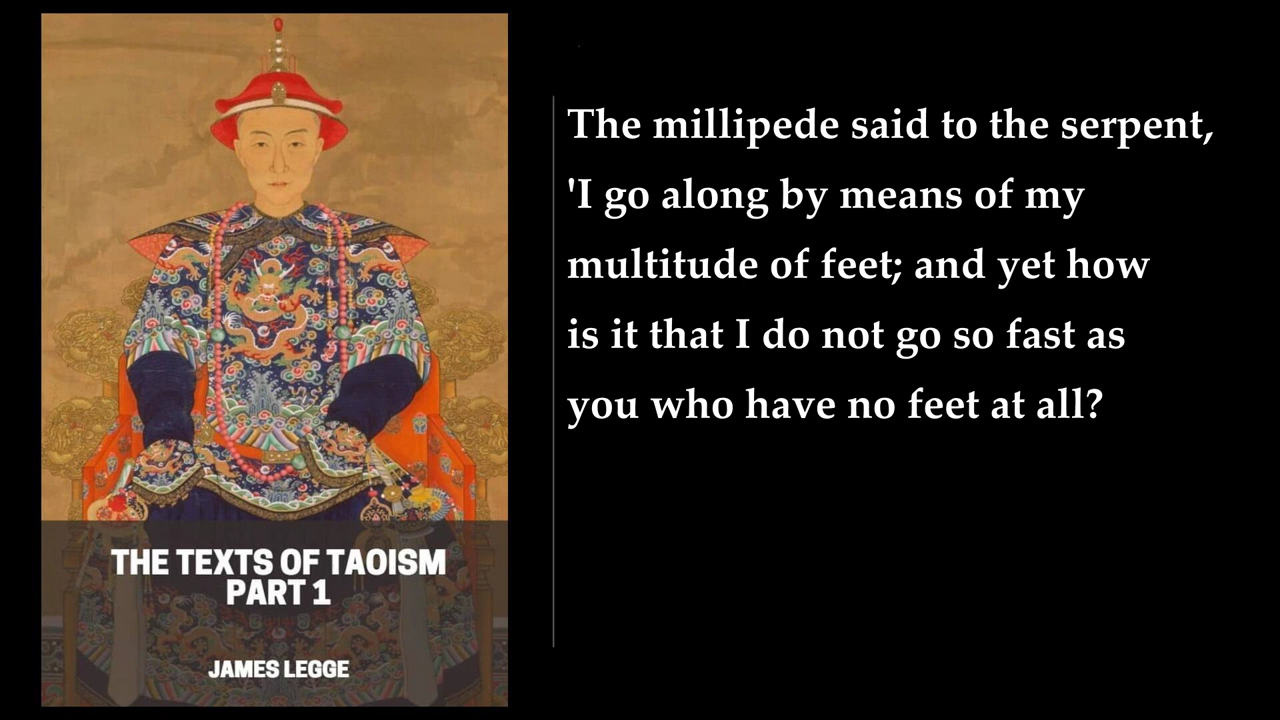 THE TEXTS OF TAOISM
PART 1
JAMES LEGGE
The millipede said to the serpent,
'I go along by means of my
multitude of feet; and yet how
is it that I do not go so fast as
you who have no feet at all?